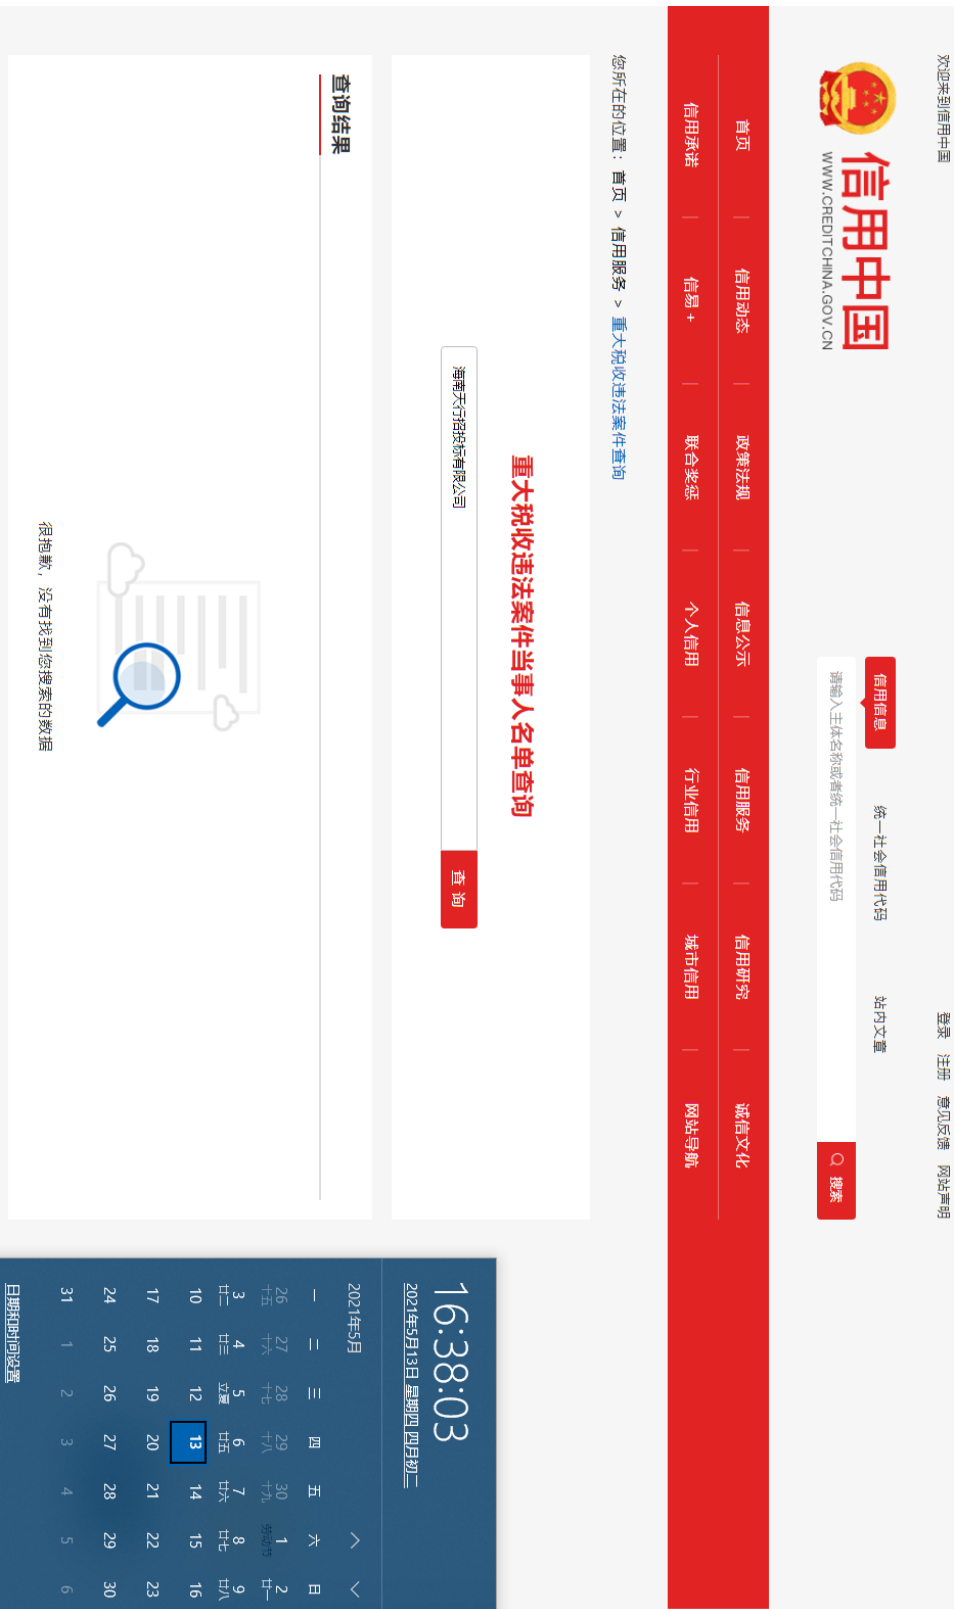 欢迎来到信用中国
登录 注册 意见反馈 网站声明
信用中国
WWW.CREDITCHINA.GOV.CN
信用信息 统一社会信用代码 站内文章
请输入主体名称或者统一社会信用代码
搜索
首页 信用动态 政策法规 信息公示 信用服务 信用研究 诚信文化
信用承诺 信易+ 联合奖惩 个人信用 行业信用 城市信用 网站导航
您所在的位置：首页 > 信用服务 > 重大税收违法案件查询
重大税收违法案件当事人名单查询
海南天行招投标有限公司
查 询
查询结果
很抱歉，没有找到您搜索的数据
16:38:03
2021年5月13日 星期四 四月初二
2021年5月
一 二 三 四 五 六 日
26 27 28 29 30 1 2
十五 十六 十七 十八 十九 劳动节 廿一
3 4 5 6 7 8 9
廿二 廿三 立夏 廿五 廿六 廿七 廿八
10 11 12 13 14 15 16
17 18 19 20 21 22 23
24 25 26 27 28 29 30
31 1 2 3 4 5 6
日期和时间设置